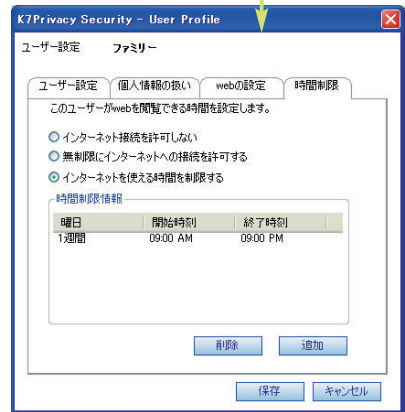 K7Privacy Security - User Profile
ユーザー設定 ファミリー
ユーザー設定 個人情報の扱い webの設定 時間制限
このユーザーがwebを閲覧できる時間を設定します。
インターネット接続を許可しない
無制限にインターネットへの接続を許可する
インターネットを使える時間を制限する
時間制限情報
曜日 開始時刻 終了時刻
1週間 09:00 AM 09:00 PM
削除 追加
保存 キャンセル